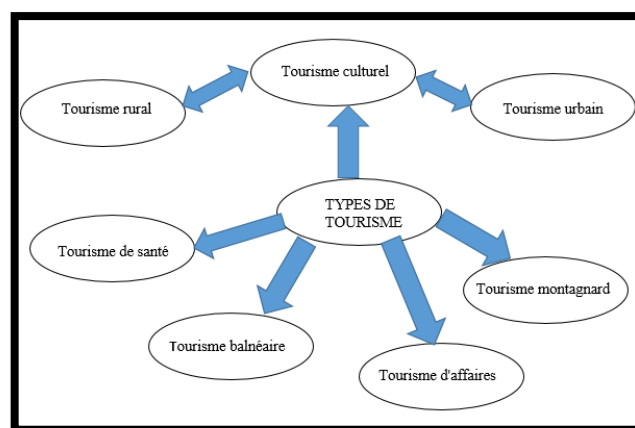 Tourisme culturel
Tourisme rural
Tourisme urbain
TYPES DE
TOURISME
Tourisme de santé
Tourisme montagnard
Tourisme balnéaire
Tourisme d'affaires